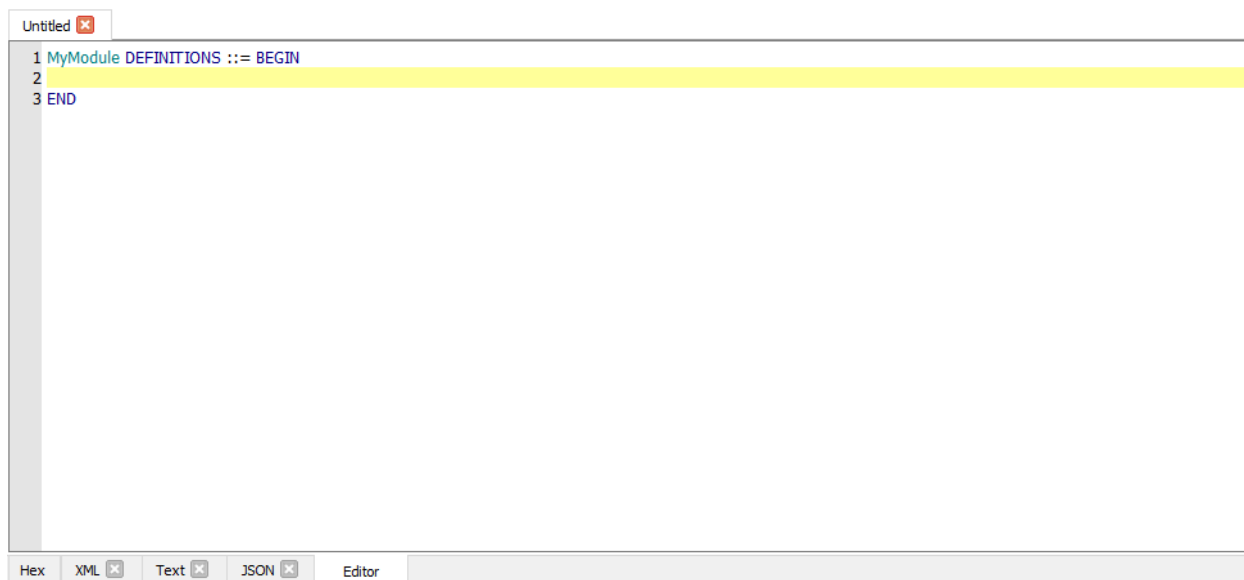 Untitled
1 MyModule DEFINITIONS ::= BEGIN
2
3 END
Hex XML Text JSON Editor